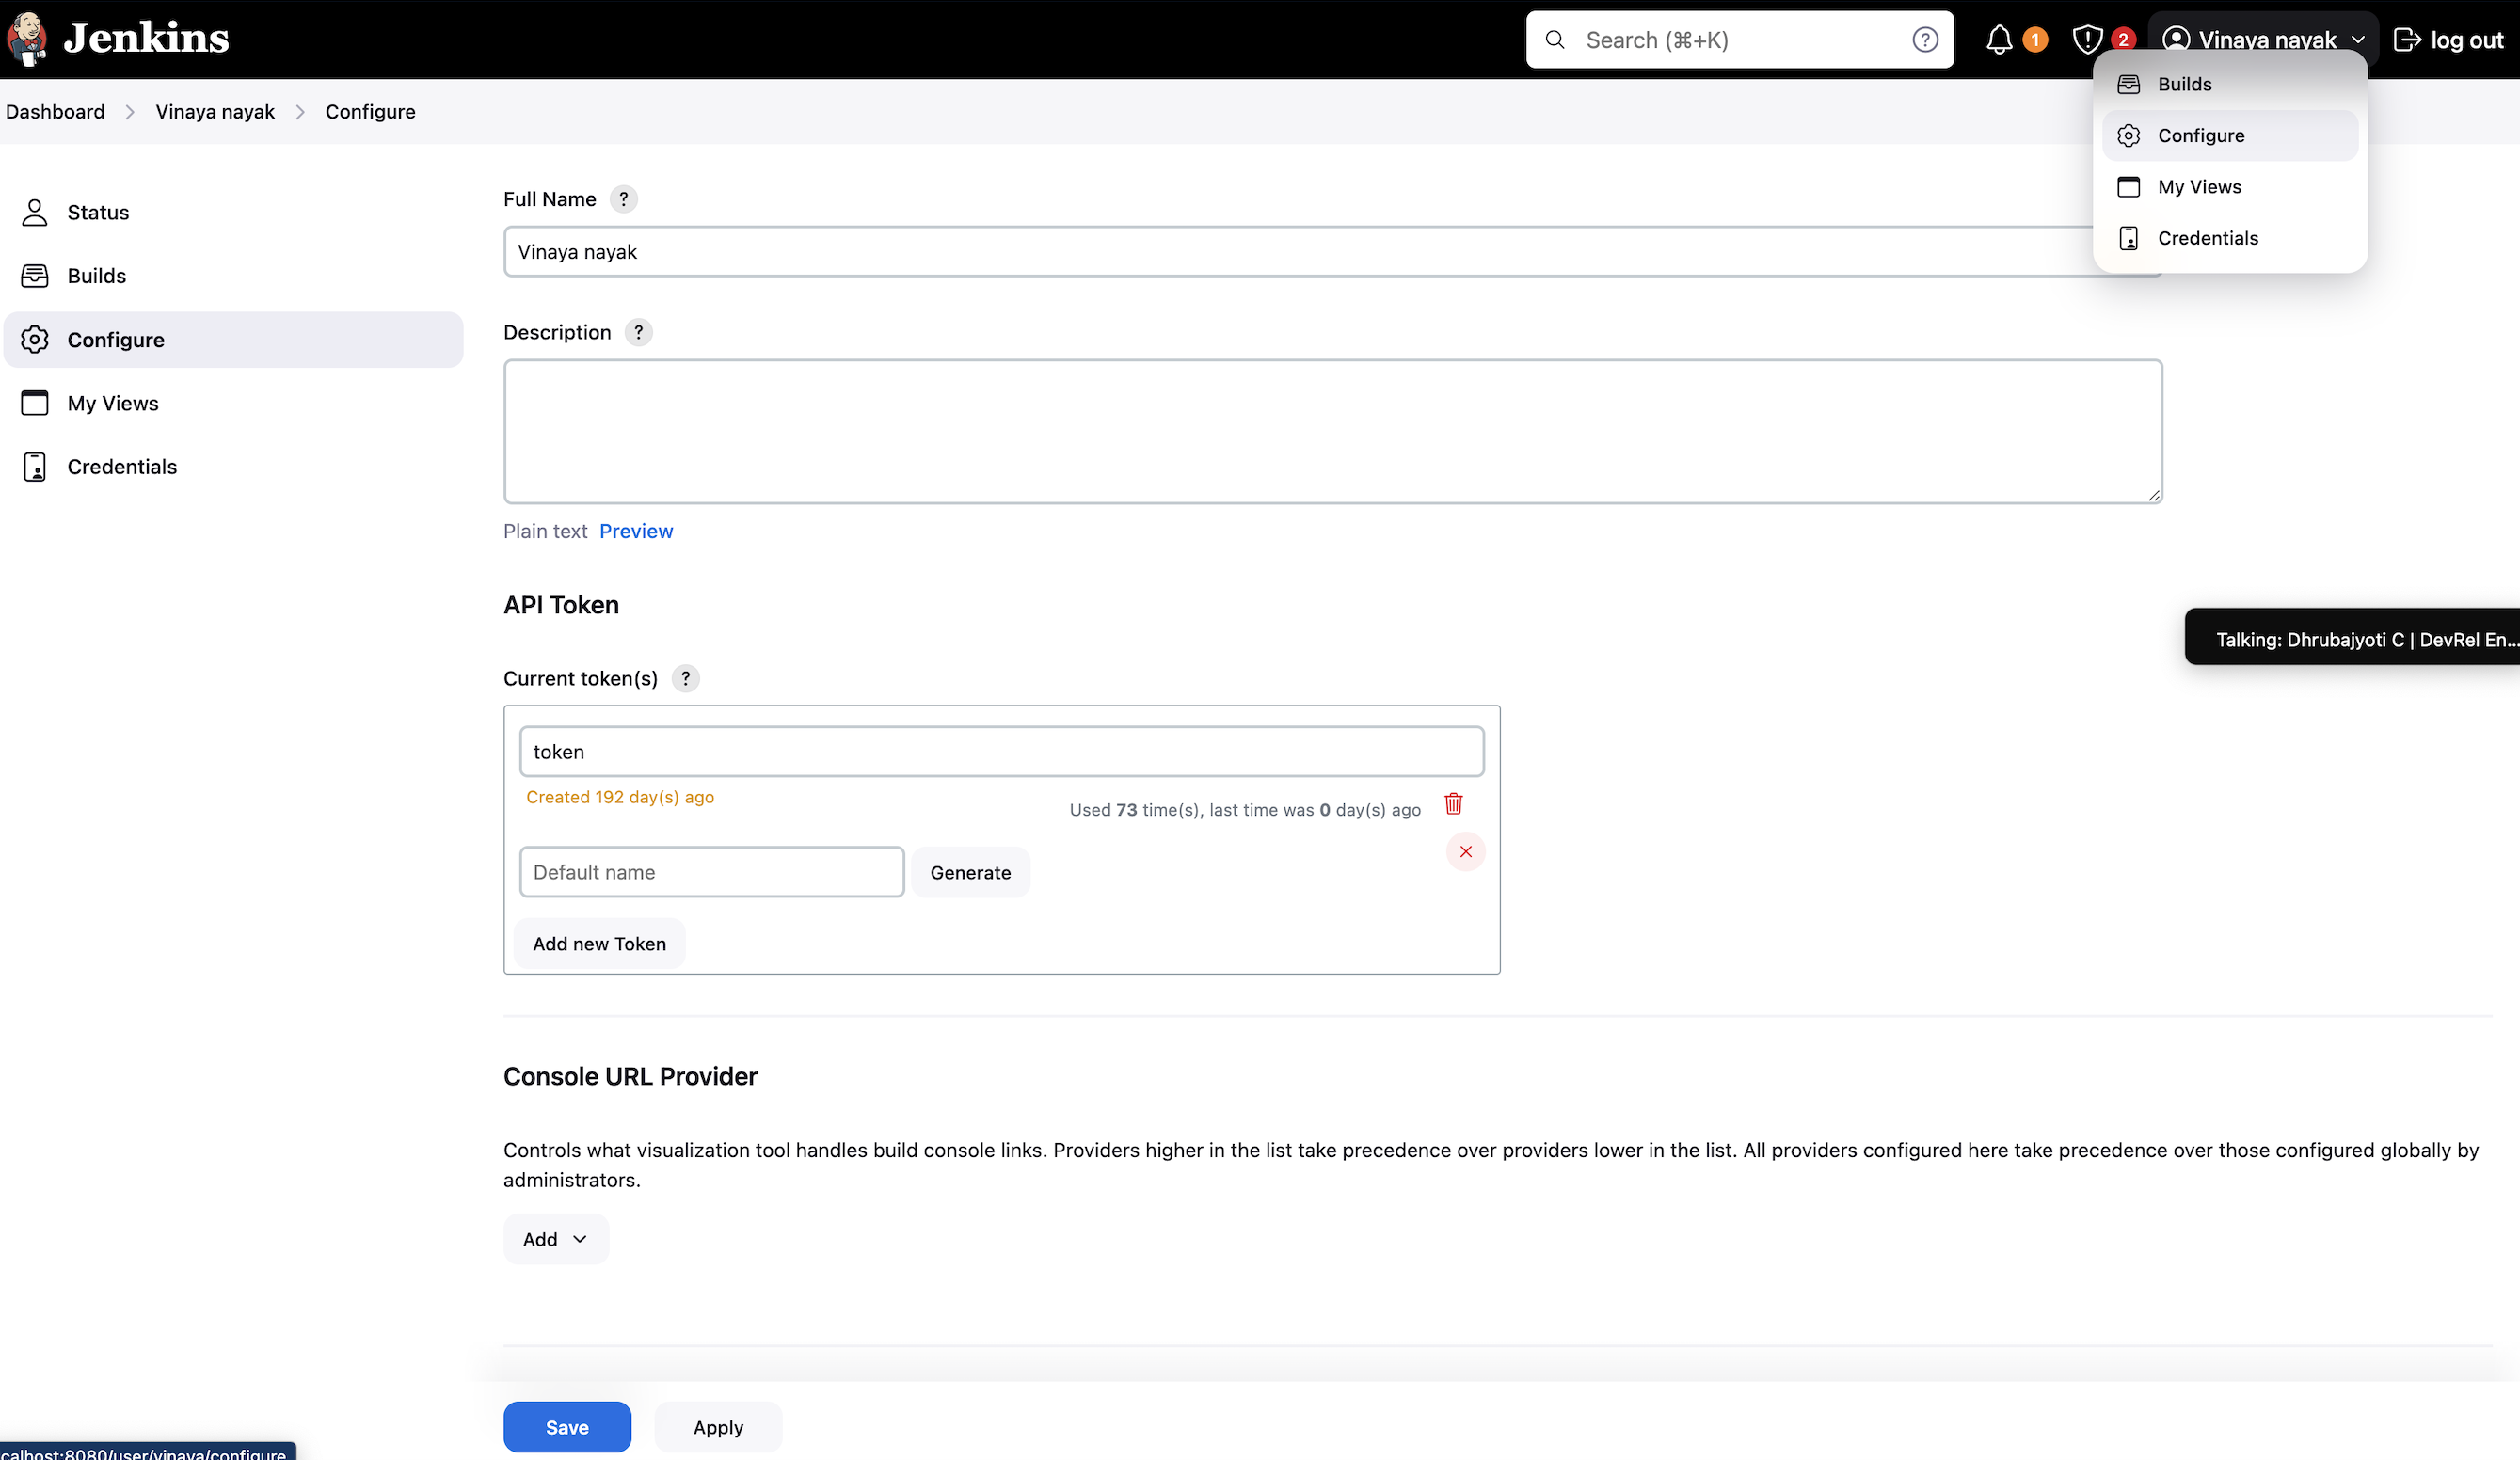 Jenkins
Search (⌘+K)
1
2
Vinaya nayak
log out
Builds
Configure
My Views
Credentials
Dashboard
Vinaya nayak
Configure
Status
Builds
Configure
My Views
Credentials
Full Name ?
Vinaya nayak
Description ?
Plain text Preview
API Token
Talking: Dhrubajyoti C | DevRel En...
Current token(s) ?
token
Created 192 day(s) ago
Used 73 time(s), last time was 0 day(s) ago
Default name
Generate
Add new Token
Console URL Provider
Controls what visualization tool handles build console links. Providers higher in the list take precedence over providers lower in the list. All providers configured here take precedence over those configured globally by
administrators.
Add
Save
Apply
calhost:8080/user/vinaya/configure